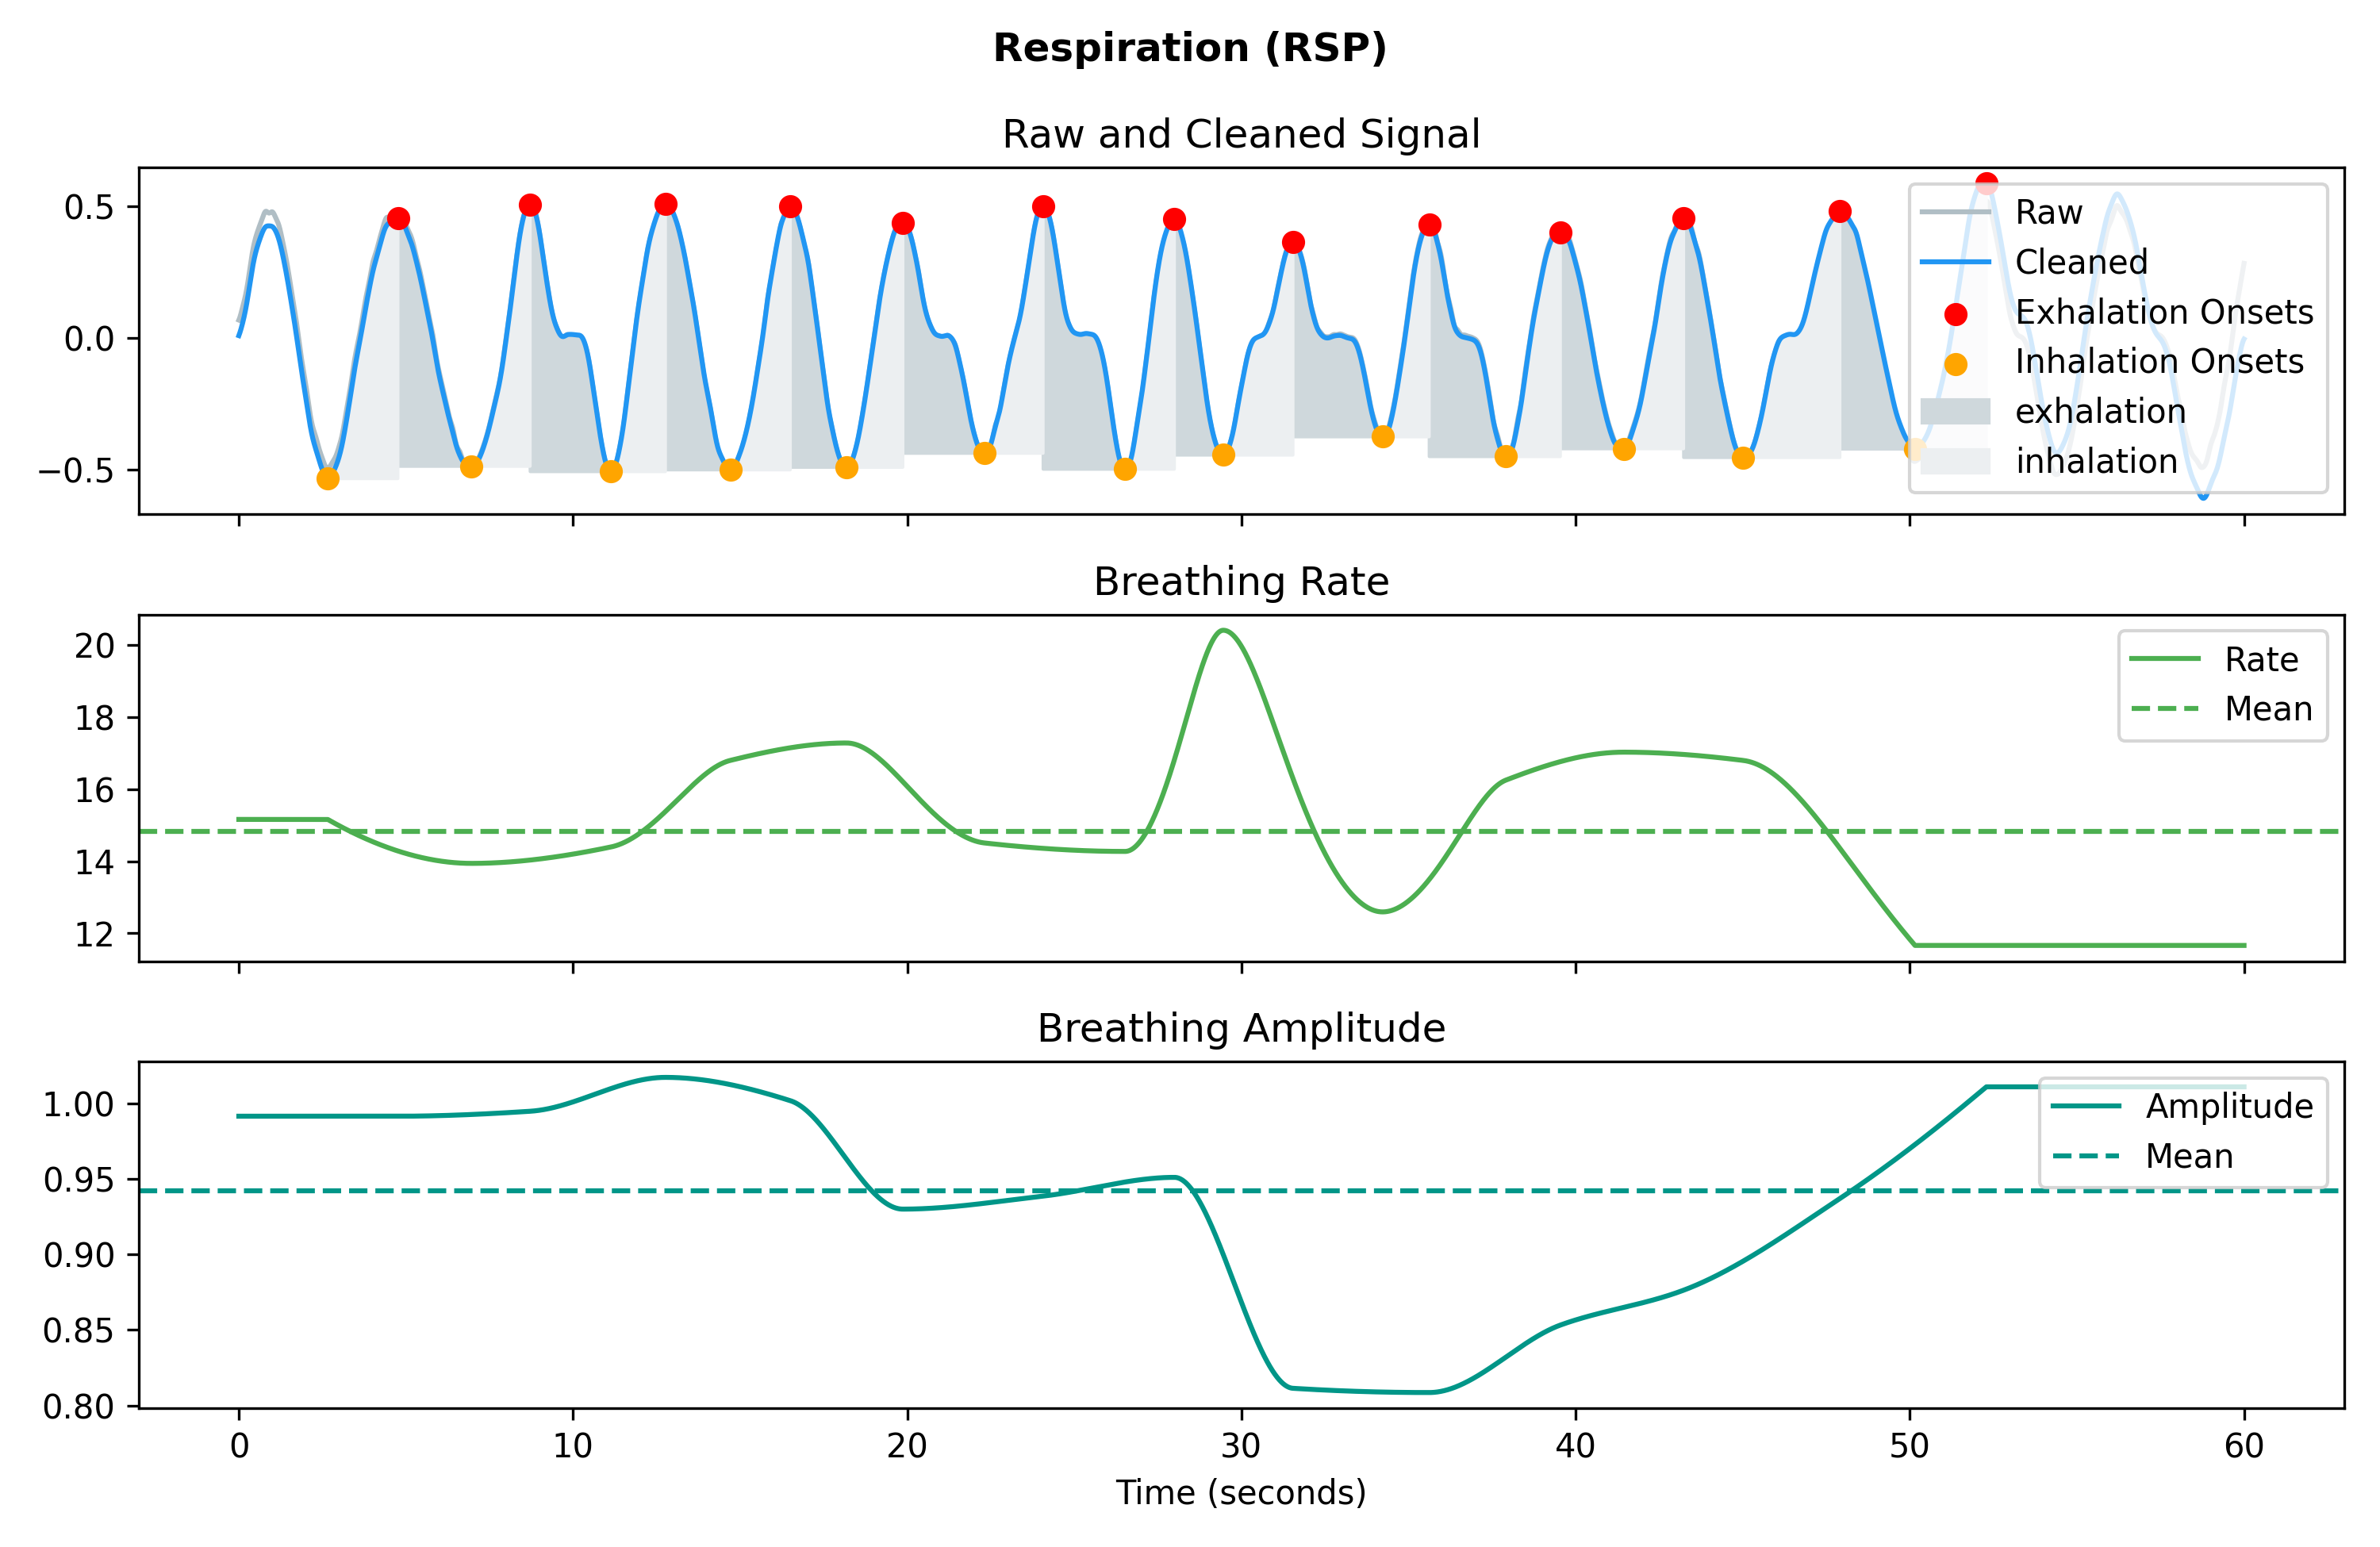 Respiration (RSP)
Raw and Cleaned Signal
0.5
0.0
−0.5
Raw
Cleaned
Exhalation Onsets
Inhalation Onsets
exhalation
inhalation
Breathing Rate
20
18
16
14
12
Rate
Mean
Breathing Amplitude
1.00
0.95
0.90
0.85
0.80
Amplitude
Mean
0 10 20 30 40 50 60
Time (seconds)